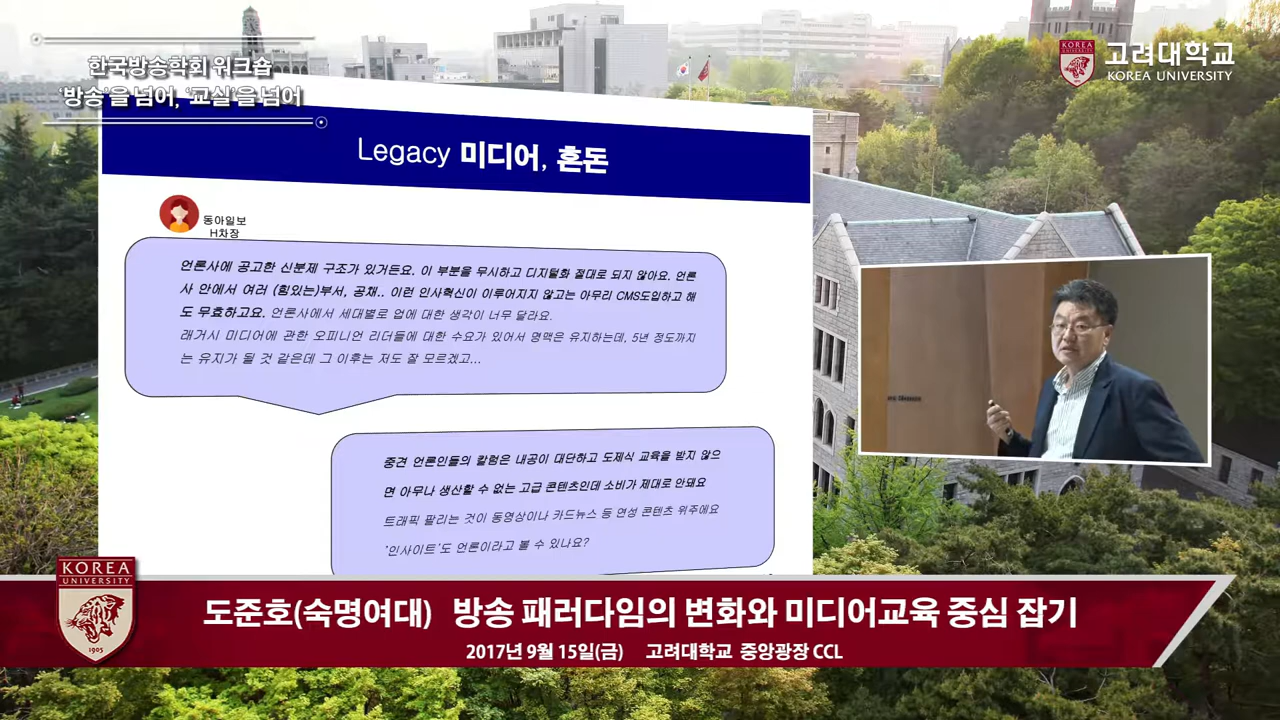 한국방송학회 워크숍
'방송'을 넘어, '교실'을 넘어
KOREA
고려대학교
KOREA UNIVERSITY
Legacy 미디어, 혼돈
동아일보
H차장
언론사에 공고한 신분제 구조가 있거든요. 이 부분을 무시하고 디지털화 절대로 되지 않아요. 언론
사 안에서 여러 (힘있는)부서, 공채.. 이런 인사혁신이 이루어지지 않고는 아무리 CMS도입하고 해
도 무효하고요. 언론사에서 세대별로 업에 대한 생각이 너무 달라요.
래거시 미디어에 관한 오피니언 리더들에 대한 수요가 있어서 명맥은 유지하는데, 5년 정도까지
는 유지가 될 것 같은데 그 이후는 저도 잘 모르겠고...
중견 언론인들의 칼럼은 내공이 대단하고 도제식 교육을 받지 않으
면 아무나 생산할 수 없는 고급 콘텐츠인데 소비가 제대로 안돼요
트래픽 팔리는 것이 동영상이나 카드뉴스 등 연성 콘텐츠 위주에요
'인사이트'도 언론이라고 볼 수 있나요?
KOREA
UNIVERSITY
1905
도준호(숙명여대) 방송 패러다임의 변화와 미디어교육 중심 잡기
2017년 9월 15일(금) 고려대학교 중앙광장 CCL